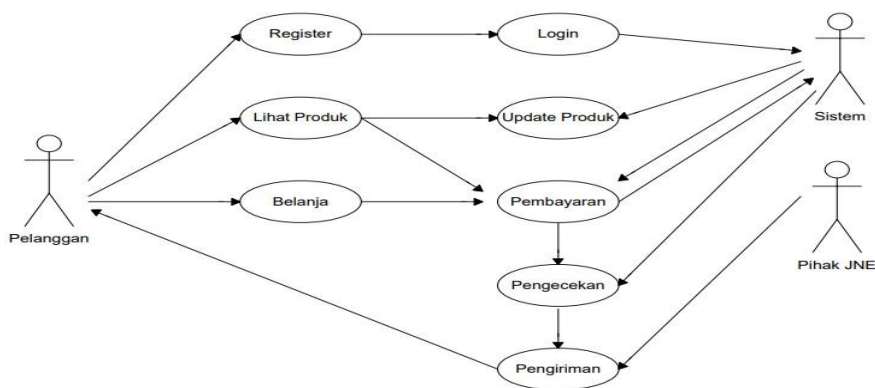 Register
Login
Sistem
Lihat Produk
Update Produk
Pelanggan
Belanja
Pembayaran
Pihak JNE
Pengecekan
Pengiriman